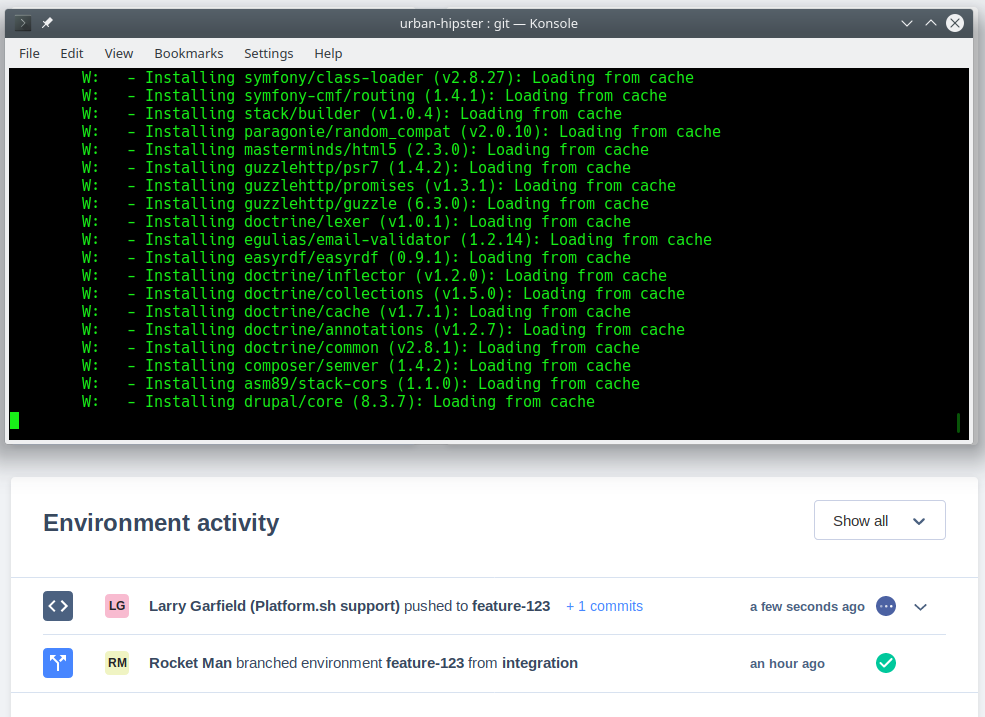 urban-hipster : git — Konsole
File Edit View Bookmarks Settings Help
W: - Installing symfony/class-loader (v2.8.27): Loading from cache
W: - Installing symfony-cmf/routing (1.4.1): Loading from cache
W: - Installing stack/builder (v1.0.4): Loading from cache
W: - Installing paragonie/random_compat (v2.0.10): Loading from cache
W: - Installing masterminds/html5 (2.3.0): Loading from cache
W: - Installing guzzlehttp/psr7 (1.4.2): Loading from cache
W: - Installing guzzlehttp/promises (v1.3.1): Loading from cache
W: - Installing guzzlehttp/guzzle (6.3.0): Loading from cache
W: - Installing doctrine/lexer (v1.0.1): Loading from cache
W: - Installing egulias/email-validator (1.2.14): Loading from cache
W: - Installing easyrdf/easyrdf (0.9.1): Loading from cache
W: - Installing doctrine/inflector (v1.2.0): Loading from cache
W: - Installing doctrine/collections (v1.5.0): Loading from cache
W: - Installing doctrine/cache (v1.7.1): Loading from cache
W: - Installing doctrine/annotations (v1.2.7): Loading from cache
W: - Installing doctrine/common (v2.8.1): Loading from cache
W: - Installing composer/semver (1.4.2): Loading from cache
W: - Installing asm89/stack-cors (1.1.0): Loading from cache
W: - Installing drupal/core (8.3.7): Loading from cache
Environment activity Show all
LG Larry Garfield (Platform.sh support) pushed to feature-123 + 1 commits a few seconds ago
RM Rocket Man branched environment feature-123 from integration an hour ago